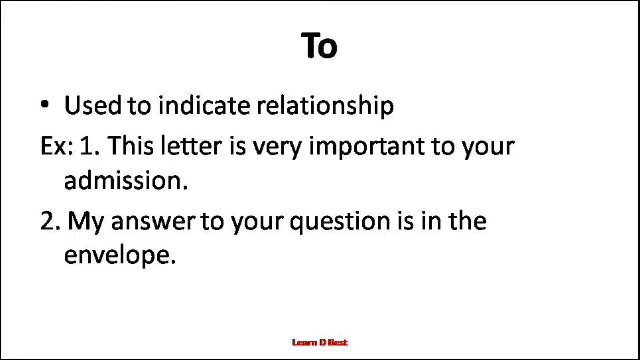 To
• Used to indicate relationship
Ex: 1. This letter is very important to your
admission.
2. My answer to your question is in the
envelope.
Learn D Best